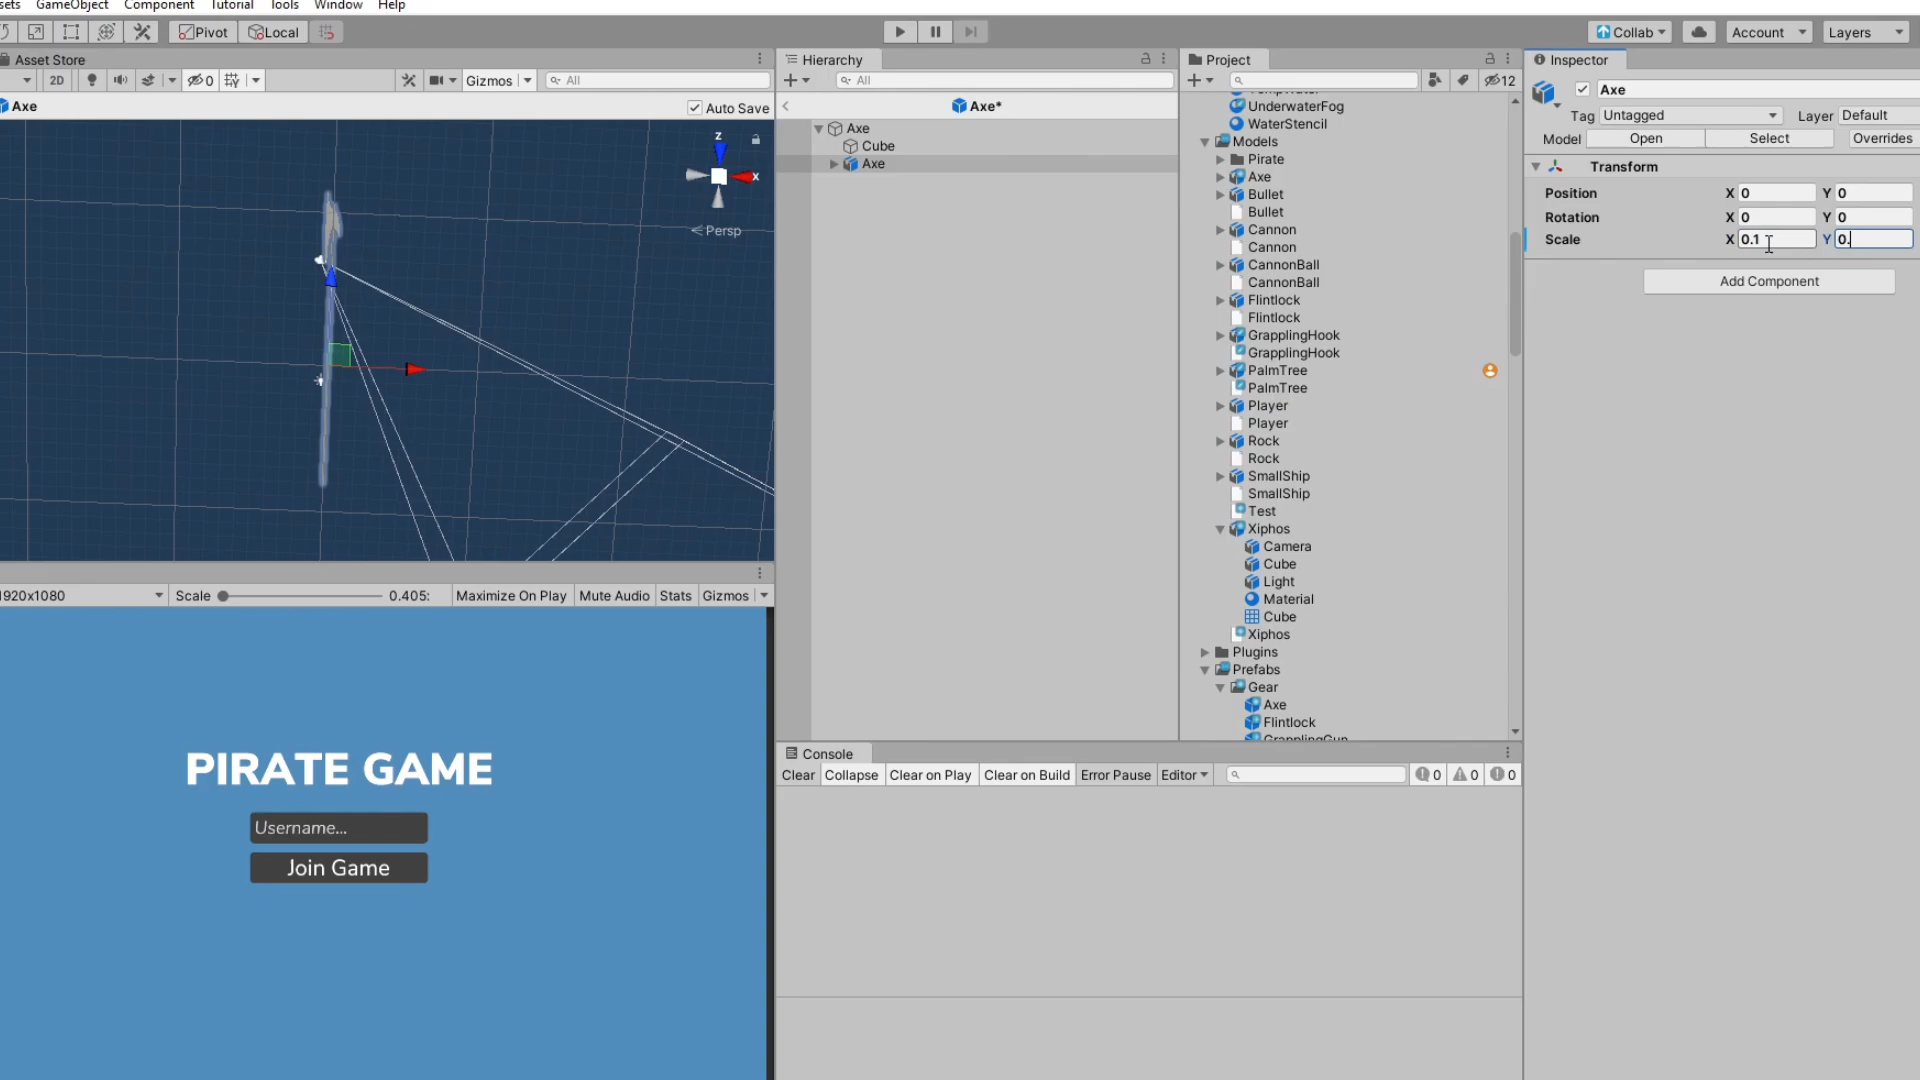 sets GameObject Component Tutorial Tools Window Help
Pivot Local Collab Account Layers
Asset Store
2D 0 Gizmos All
Axe Auto Save
z
x
Persp
1920x1080 Scale 0.405: Maximize On Play Mute Audio Stats Gizmos
PIRATE GAME
Username...
Join Game
Hierarchy
All
Axe*
Axe
Cube
Axe
Project
12
UnderwaterFog
WaterStencil
Models
Pirate
Axe
Bullet
Bullet
Cannon
Cannon
CannonBall
CannonBall
Flintlock
Flintlock
GrapplingHook
GrapplingHook
PalmTree
PalmTree
Player
Player
Rock
Rock
SmallShip
SmallShip
Test
Xiphos
Camera
Cube
Light
Material
Cube
Xiphos
Plugins
Prefabs
Gear
Axe
Flintlock
GrapplingGun
Console
Clear Collapse Clear on Play Clear on Build Error Pause Editor 0 0 0
Inspector
Axe
Tag Untagged Layer Default
Model Open Select Overrides
Transform
Position X 0 Y 0
Rotation X 0 Y 0
Scale X 0.1 Y 0.
Add Component